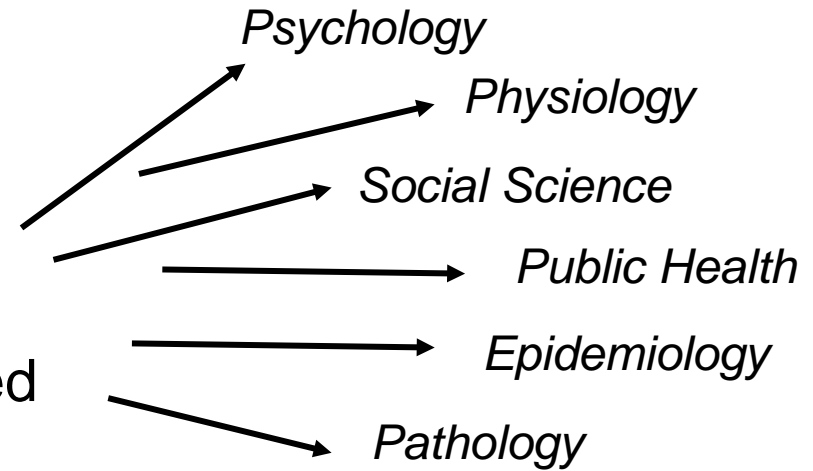 Psychology
Physiology
Social Science
Public Health
Epidemiology
ed
Pathology